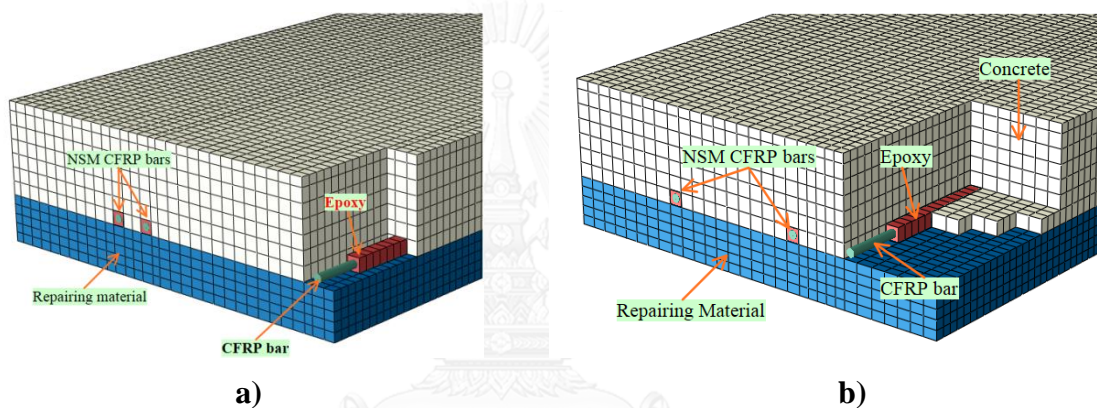 NSM CFRP bars
Epoxy
Repairing material
CFRP bar
a)
Concrete
NSM CFRP bars
Epoxy
CFRP bar
Repairing Material
b)